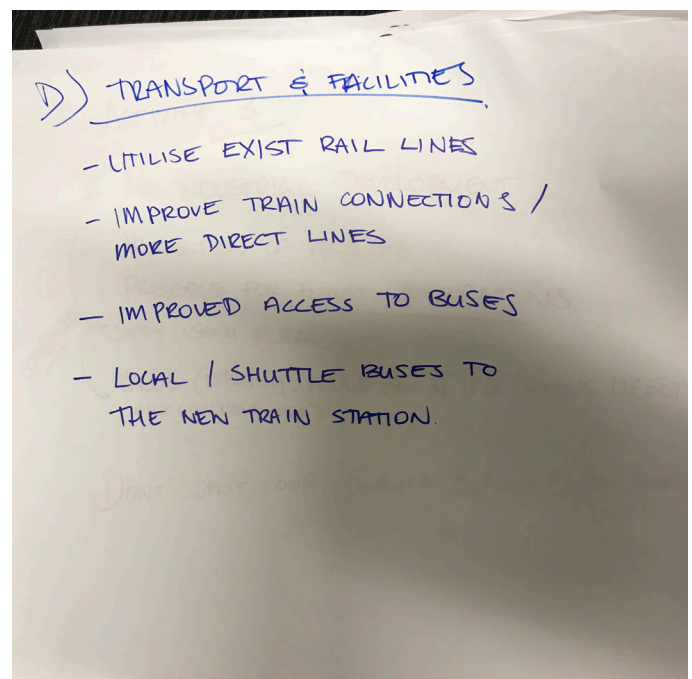 D) TRANSPORT & FACILITIES
- UTILISE EXIST RAIL LINES
- IMPROVE TRAIN CONNECTIONS /
MORE DIRECT LINES
- IMPROVED ACCESS TO BUSES
- LOCAL / SHUTTLE BUSES TO
THE NEW TRAIN STATION.